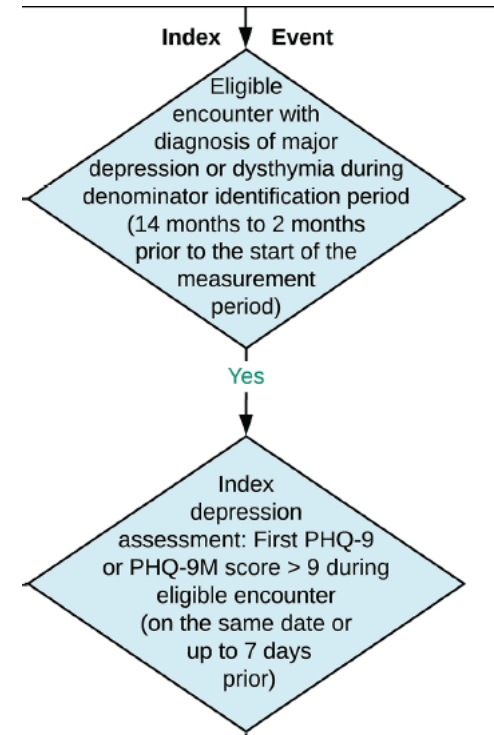 Index Event
Eligible
encounter with
diagnosis of major
depression or dysthymia during
denominator identification period
(14 months to 2 months
prior to the start of the
measurement
period)
Yes
Index
depression
assessment: First PHQ-9
or PHQ-9M score > 9 during
eligible encounter
(on the same date or
up to 7 days
prior)